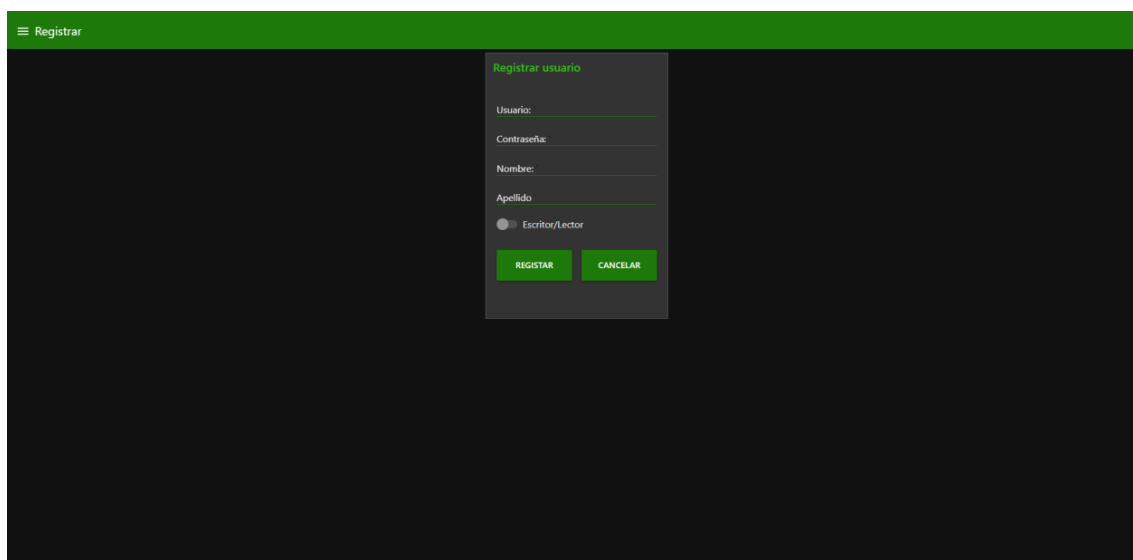 Registrar
Registrar usuario
Usuario:
Contraseña:
Nombre:
Apellido
Escritor/Lector
REGISTAR CANCELAR